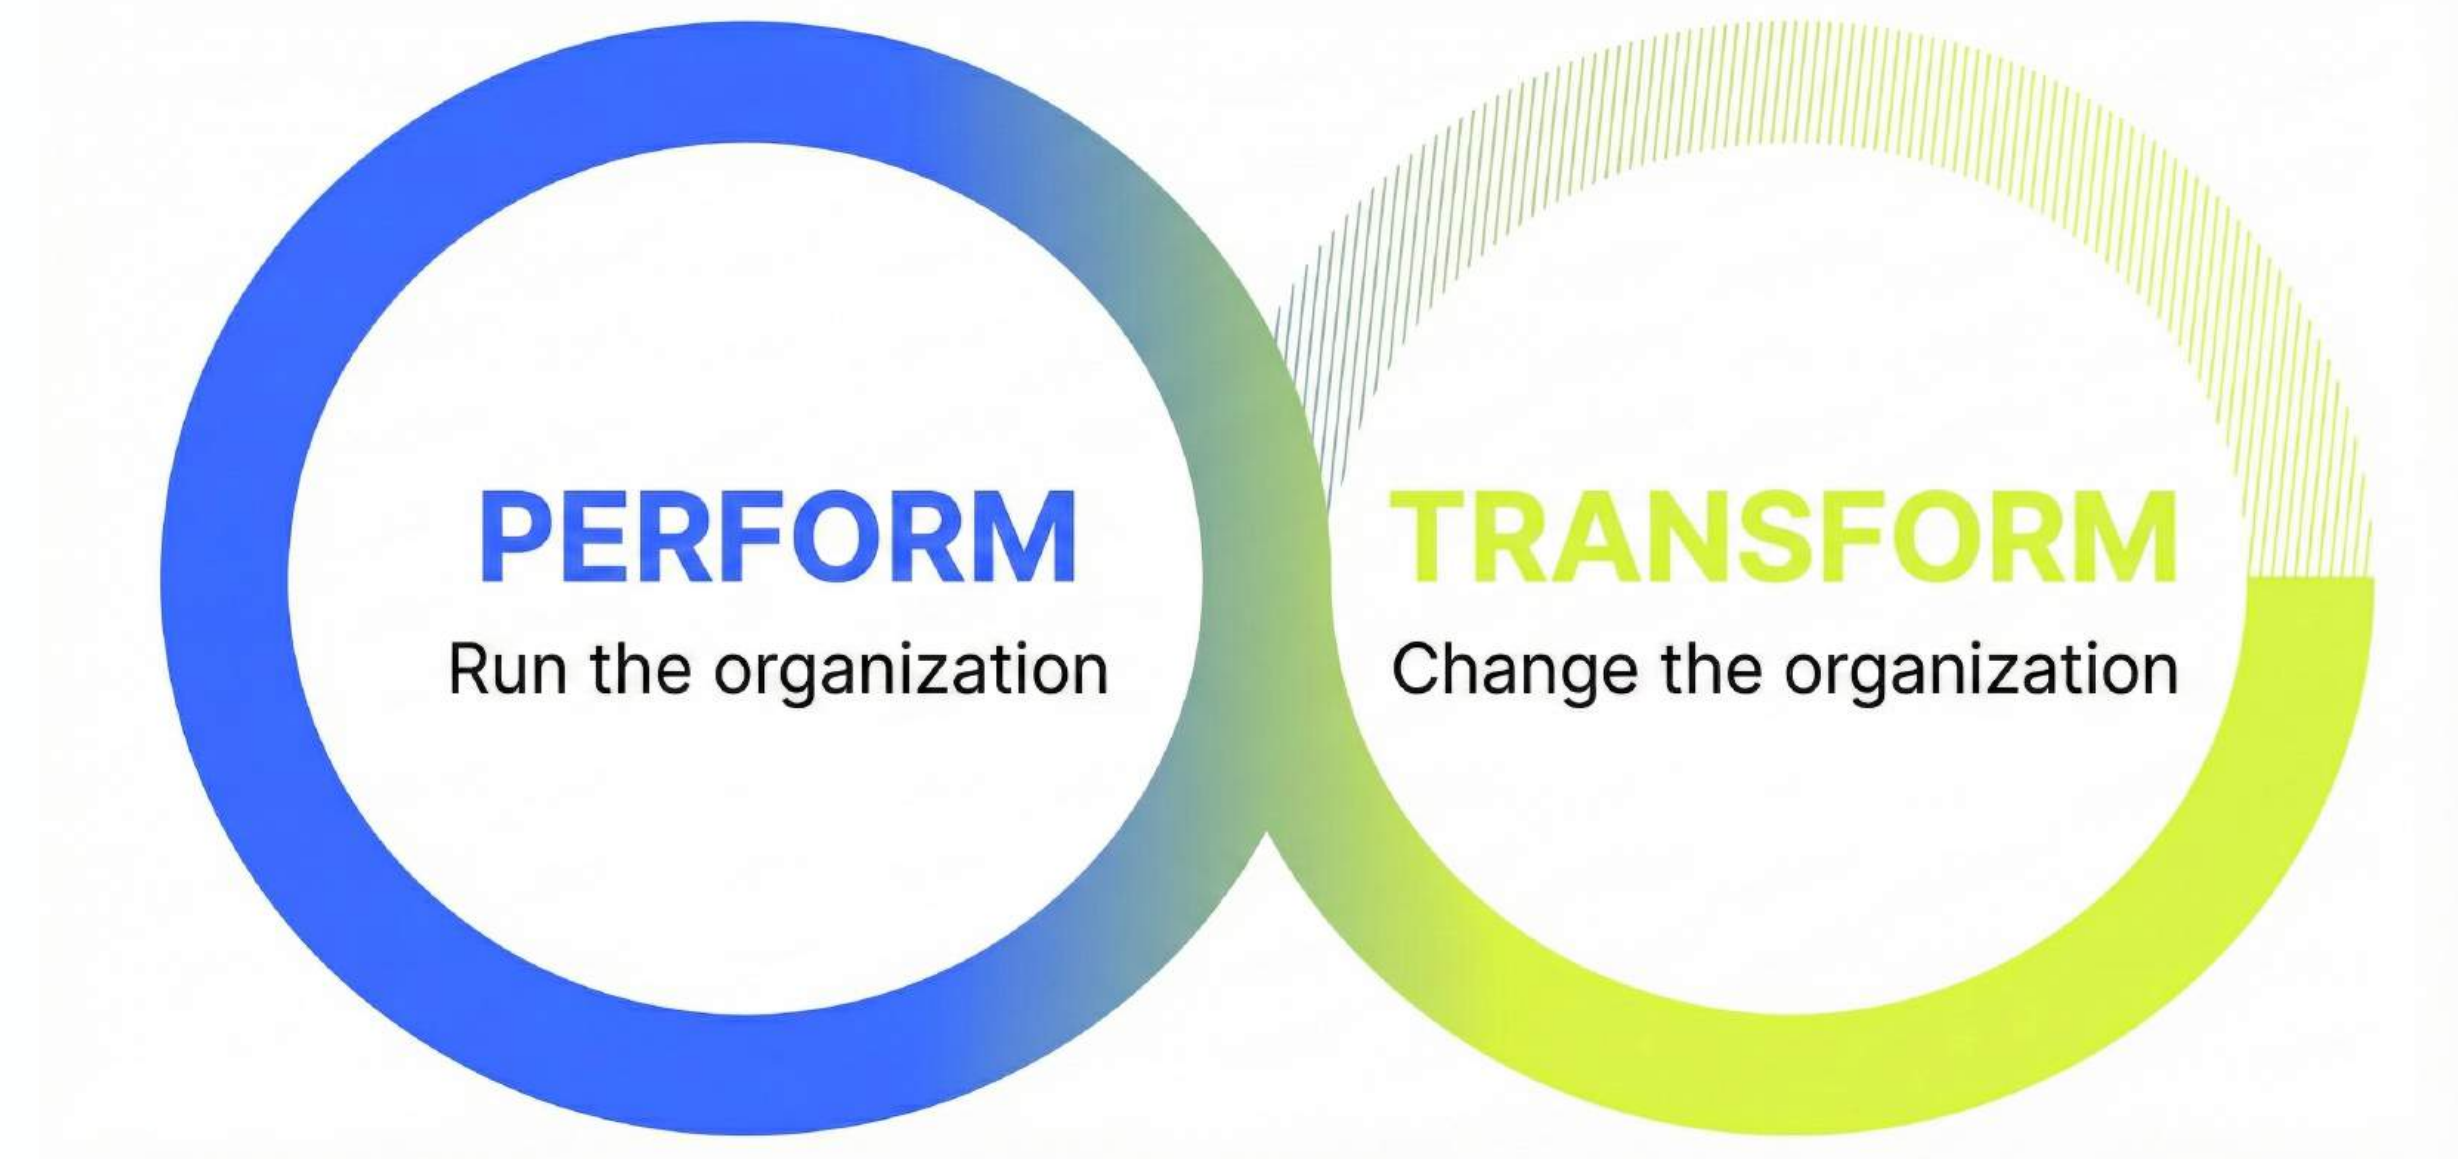 PERFORM
Run the organization
TRANSFORM
Change the organization